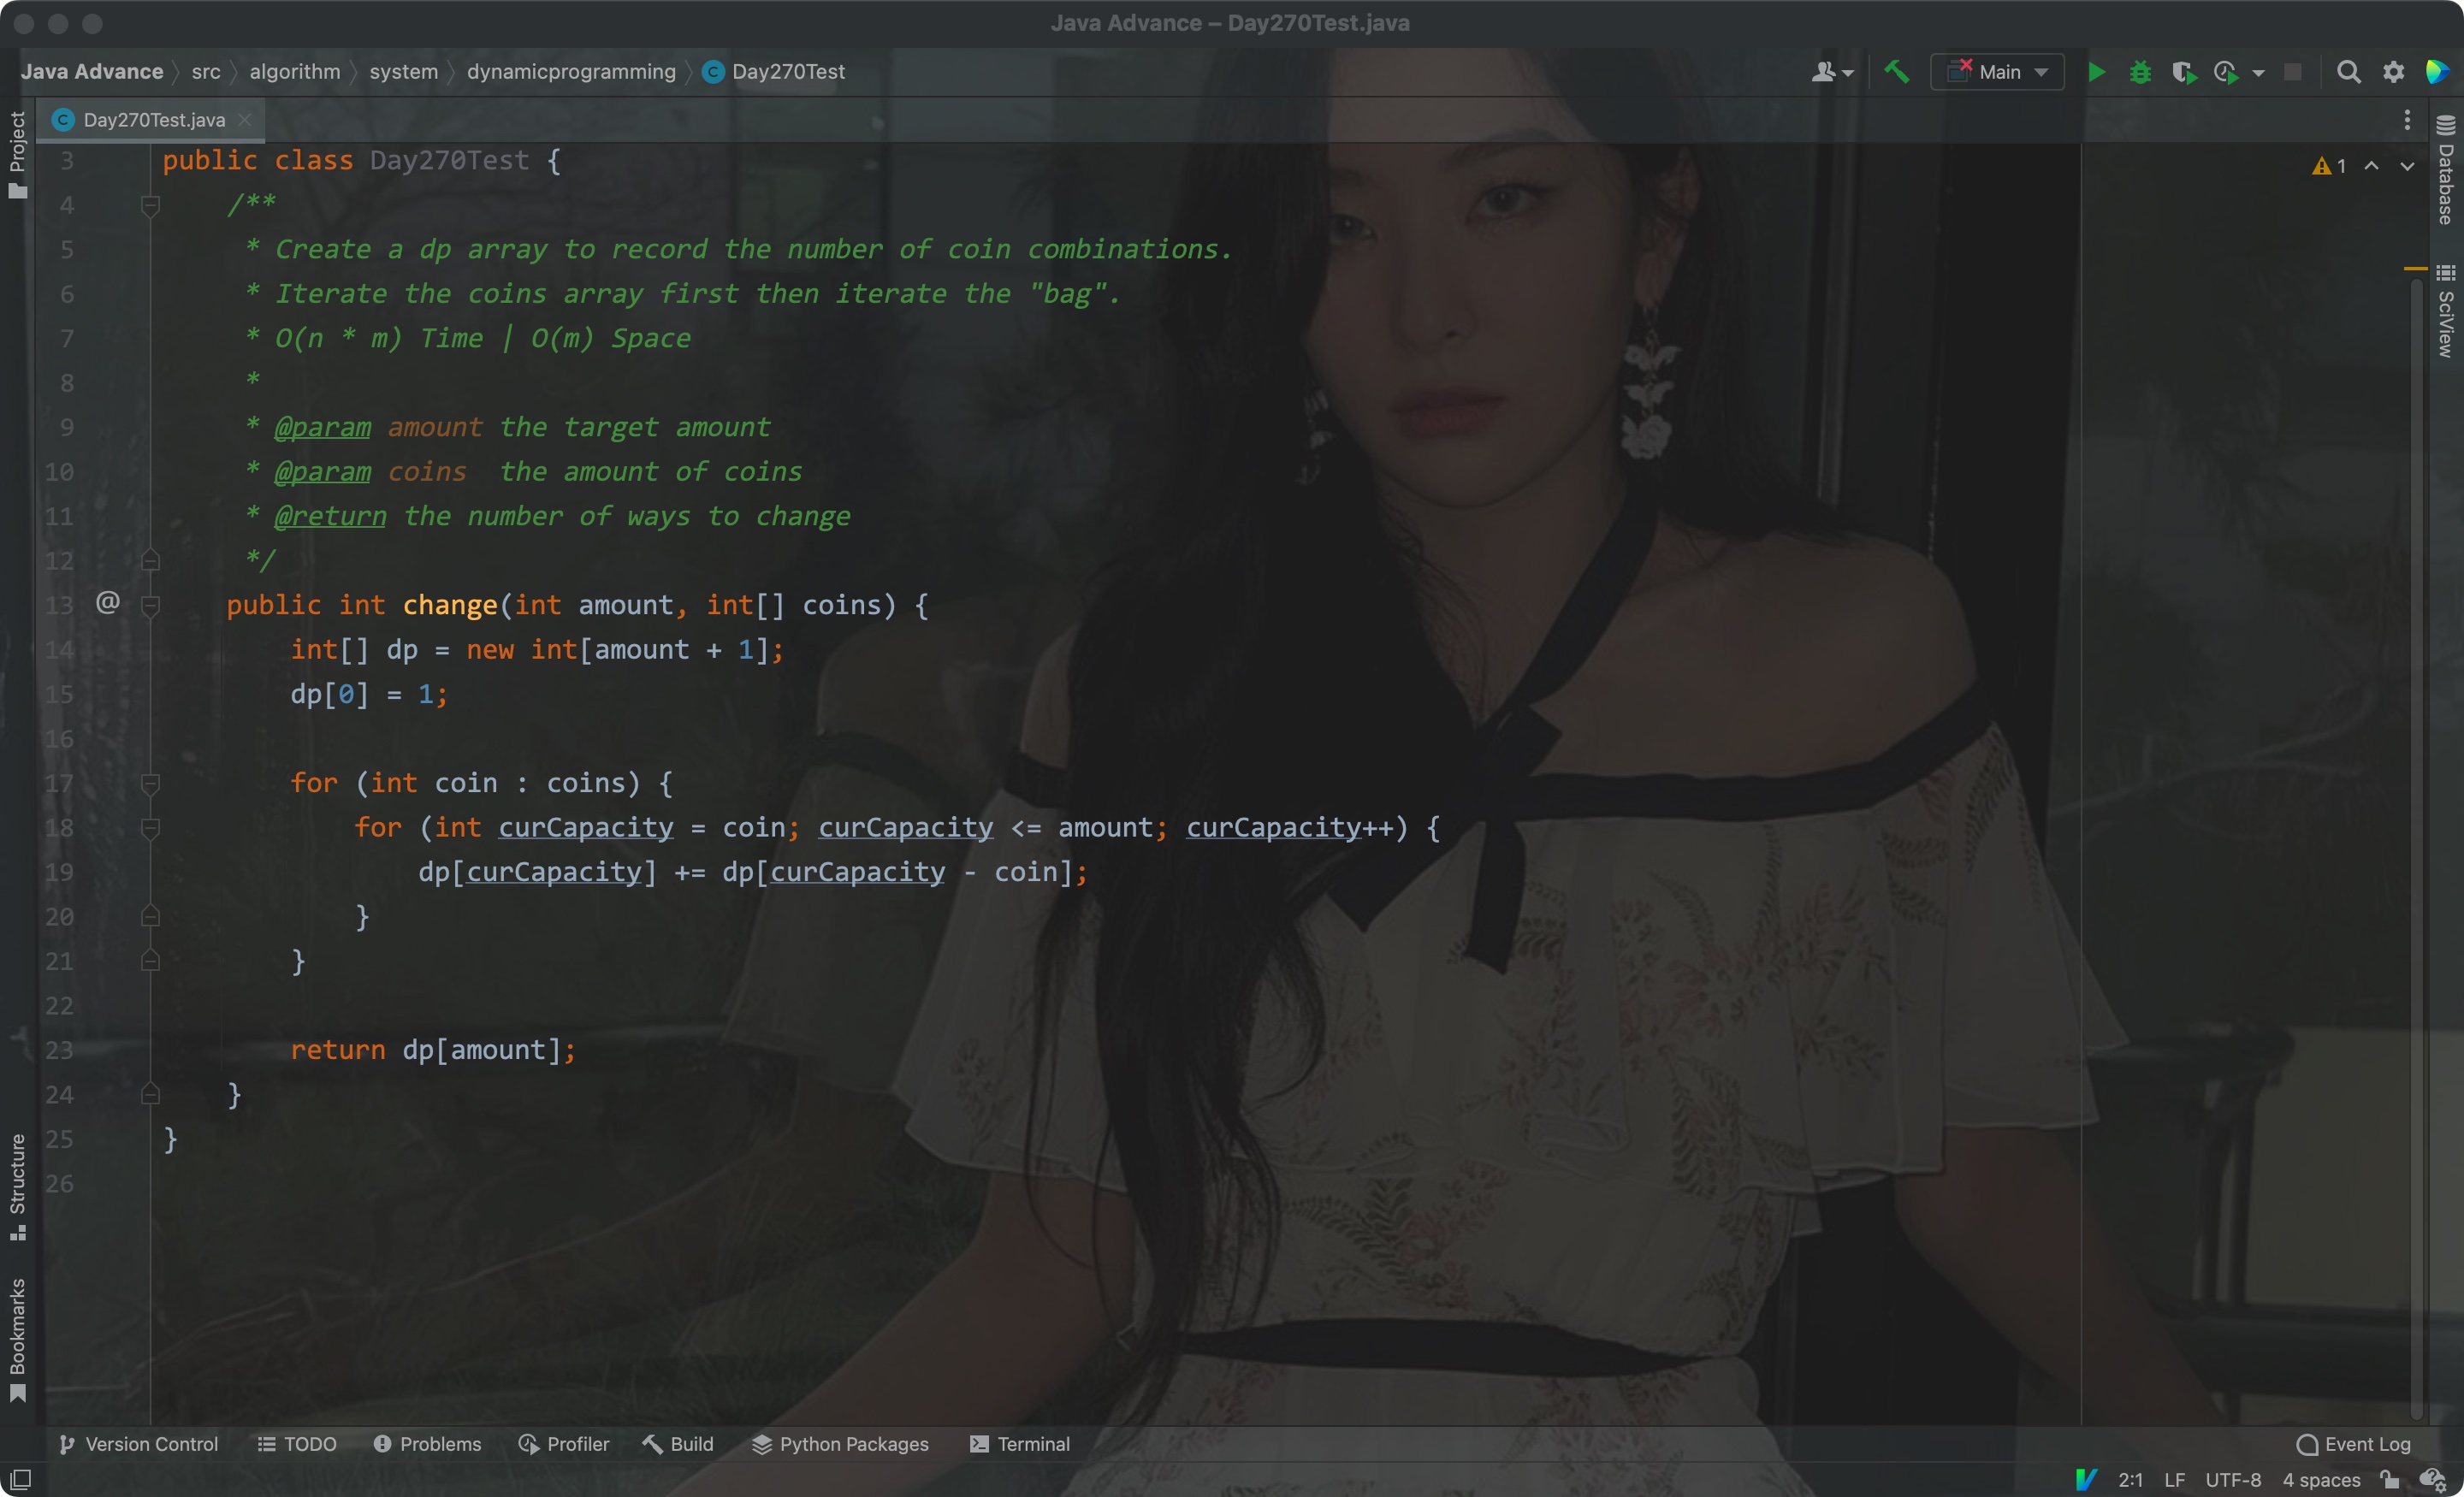 Java Advance – Day270Test.java
Java Advance src algorithm system dynamicprogramming C Day270Test Main
Project
C Day270Test.java
Database
SciView
1
3 public class Day270Test {
4 /**
5 * Create a dp array to record the number of coin combinations.
6 * Iterate the coins array first then iterate the "bag".
7 * O(n * m) Time | O(m) Space
8 *
9 * @param amount the target amount
10 * @param coins  the amount of coins
11 * @return the number of ways to change
12 */
13 @ public int change(int amount, int[] coins) {
14 int[] dp = new int[amount + 1];
15 dp[0] = 1;
16
17 for (int coin : coins) {
18 for (int curCapacity = coin; curCapacity <= amount; curCapacity++) {
19 dp[curCapacity] += dp[curCapacity - coin];
20 }
21 }
22
23 return dp[amount];
24 }
25 }
26
Structure
Bookmarks
Version Control TODO Problems Profiler Build Python Packages Terminal Event Log
2:1 LF UTF-8 4 spaces